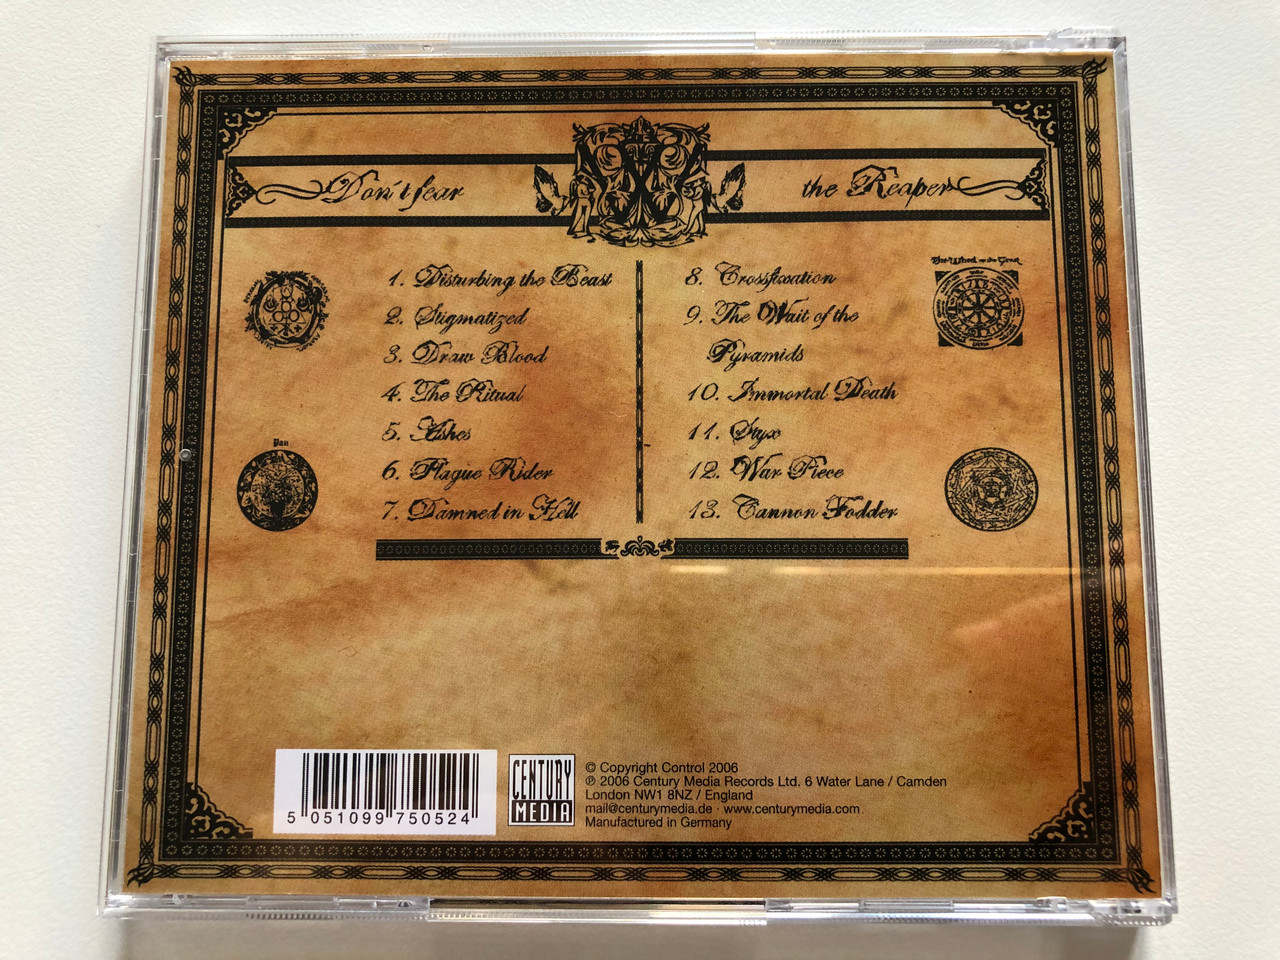 Don't fear the Reaper
1. Disturbing the Beast
2. Stigmatized
3. Draw Blood
4. The Ritual
5. Ashes
6. Plague Rider
7. Damned in Hell
8. Crossfixation
9. The Wait of the
Pyramids
10. Immortal Death
11. Styx
12. War Piece
13. Cannon Fodder
Pan
5 051099 750524
CENTURY
MEDIA
© Copyright Control 2006
℗ 2006 Century Media Records Ltd. 6 Water Lane / Camden
London NW1 8NZ / England
mail@centurymedia.de · www.centurymedia.com
Manufactured in Germany